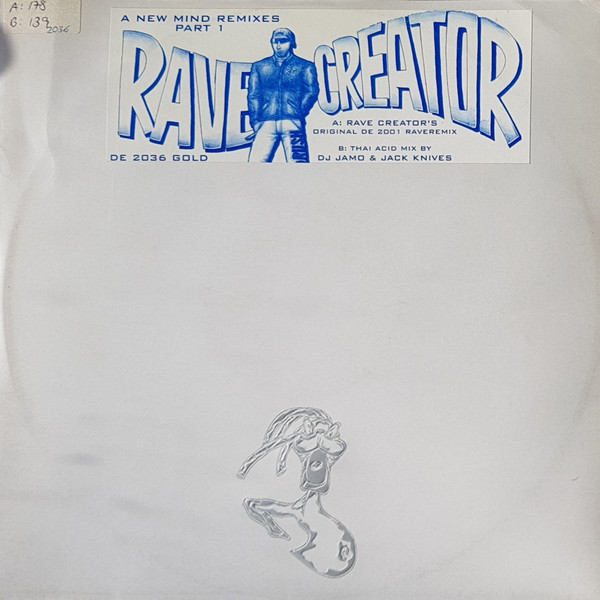 A: 178
B: 139
2036
A NEW MIND REMIXES
PART 1
RAVE CREATOR
A: RAVE CREATOR'S
ORIGINAL DE 2001 RAVEREMIX
B: THAI ACID MIX BY
DJ JAMO & JACK KNIVES
DE 2036 GOLD